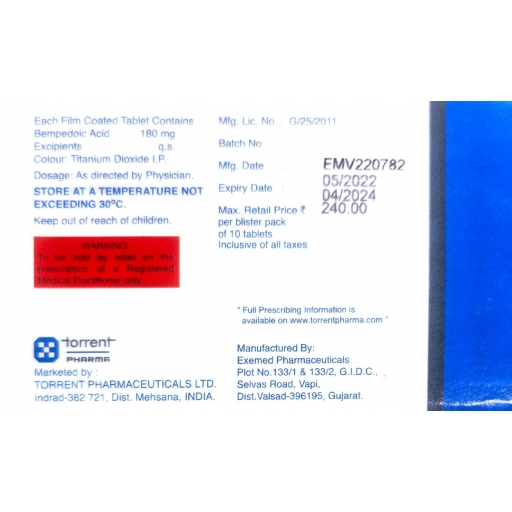 Each Film Coated Tablet Contains
Bempedoic Acid 180 mg
Excipients q.s.
Colour: Titanium Dioxide I.P.
Dosage: As directed by Physician.
STORE AT A TEMPERATURE NOT
EXCEEDING 30°C.
Keep out of reach of children.
WARNING
To be sold by retail on the
prescription of a Registered
Medical Practitioner only.
torrent
PHARMA
Marketed by :
TORRENT PHARMACEUTICALS LTD.
Indrad-382 721, Dist. Mehsana, INDIA.
Mfg. Lic. No. : G/25/2011
Batch No :
Mfg. Date : EMV220782
05/2022
Expiry Date : 04/2024
Max. Retail Price ₹ 240.00
per blister pack
of 10 tablets
Inclusive of all taxes
" Full Prescribing Information is
available on www.torrentpharma.com "
Manufactured By:
Exemed Pharmaceuticals
Plot No.133/1 & 133/2, G.I.D.C.,
Selvas Road, Vapi,
Dist.Valsad-396195, Gujarat.